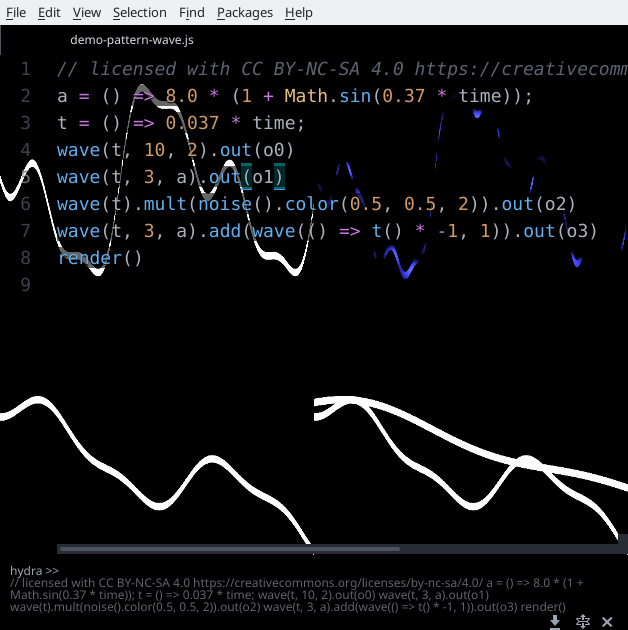 File Edit View Selection Find Packages Help
demo-pattern-wave.js
1 // licensed with CC BY-NC-SA 4.0 https://creativecomm
2 a = () => 8.0 * (1 + Math.sin(0.37 * time));
3 t = () => 0.037 * time;
4 wave(t, 10, 2).out(o0)
5 wave(t, 3, a).out(o1)
6 wave(t).mult(noise().color(0.5, 0.5, 2)).out(o2)
7 wave(t, 3, a).add(wave(() => t() * -1, 1)).out(o3)
8 render()
9
hydra >>
// licensed with CC BY-NC-SA 4.0 https://creativecommons.org/licenses/by-nc-sa/4.0/ a = () => 8.0 * (1 +
Math.sin(0.37 * time)); t = () => 0.037 * time; wave(t, 10, 2).out(o0) wave(t, 3, a).out(o1)
wave(t).mult(noise().color(0.5, 0.5, 2)).out(o2) wave(t, 3, a).add(wave(() => t() * -1, 1)).out(o3) render()